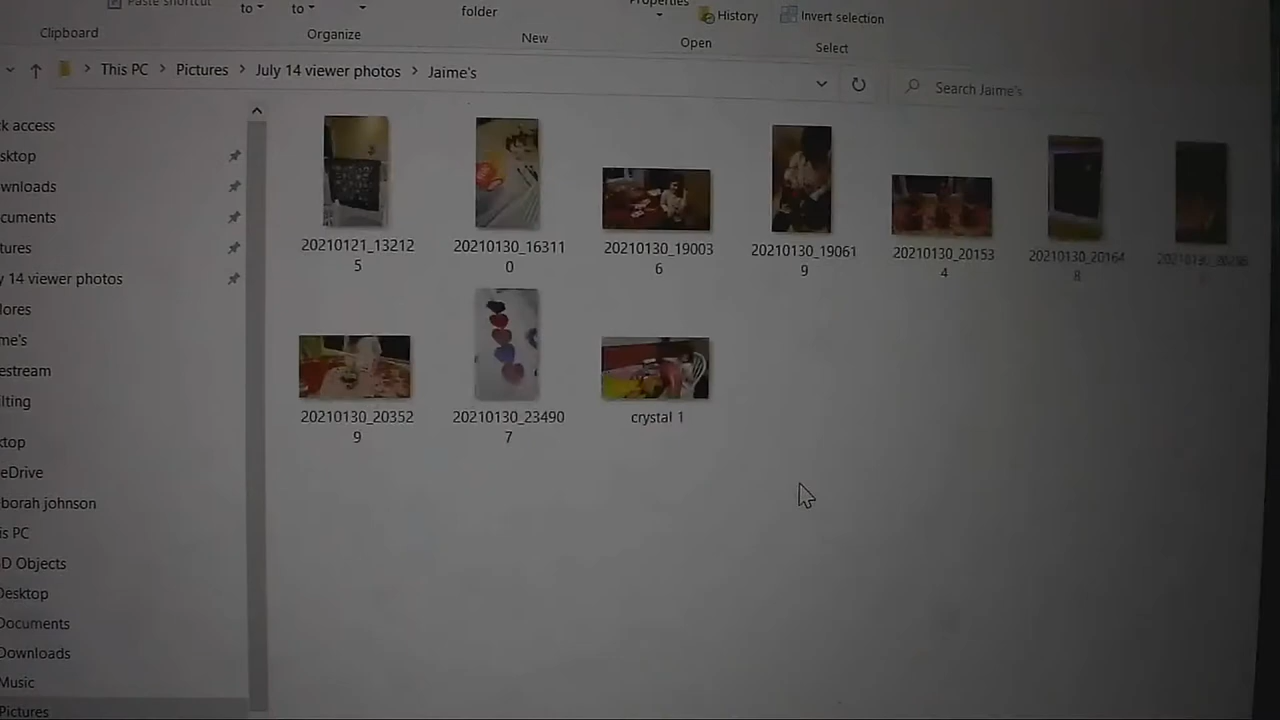 Paste shortcut
to
to
folder
Properties
History
Invert selection
Clipboard
Organize
New
Open
Select
This PC > Pictures > July 14 viewer photos > Jaime's
Search Jaime's
k access
sktop
wnloads
cuments
tures
y 14 viewer photos
lores
me's
estream
ilting
ktop
eDrive
borah johnson
is PC
D Objects
Desktop
Documents
Downloads
Music
Pictures
20210121_13212
5
20210130_16311
0
20210130_19003
6
20210130_19061
9
20210130_20153
4
20210130_20164
8
20210130_20352
9
20210130_23490
7
crystal 1